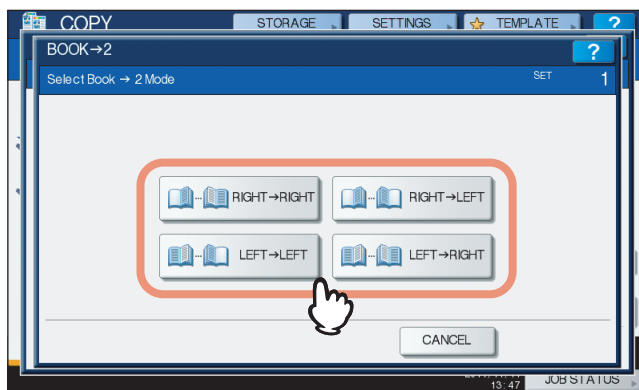 COPY STORAGE SETTINGS TEMPLATE ?
BOOK→2 ?
Select Book → 2 Mode SET 1
RIGHT→RIGHT RIGHT→LEFT
LEFT→LEFT LEFT→RIGHT
CANCEL
13:47 JOB STATUS